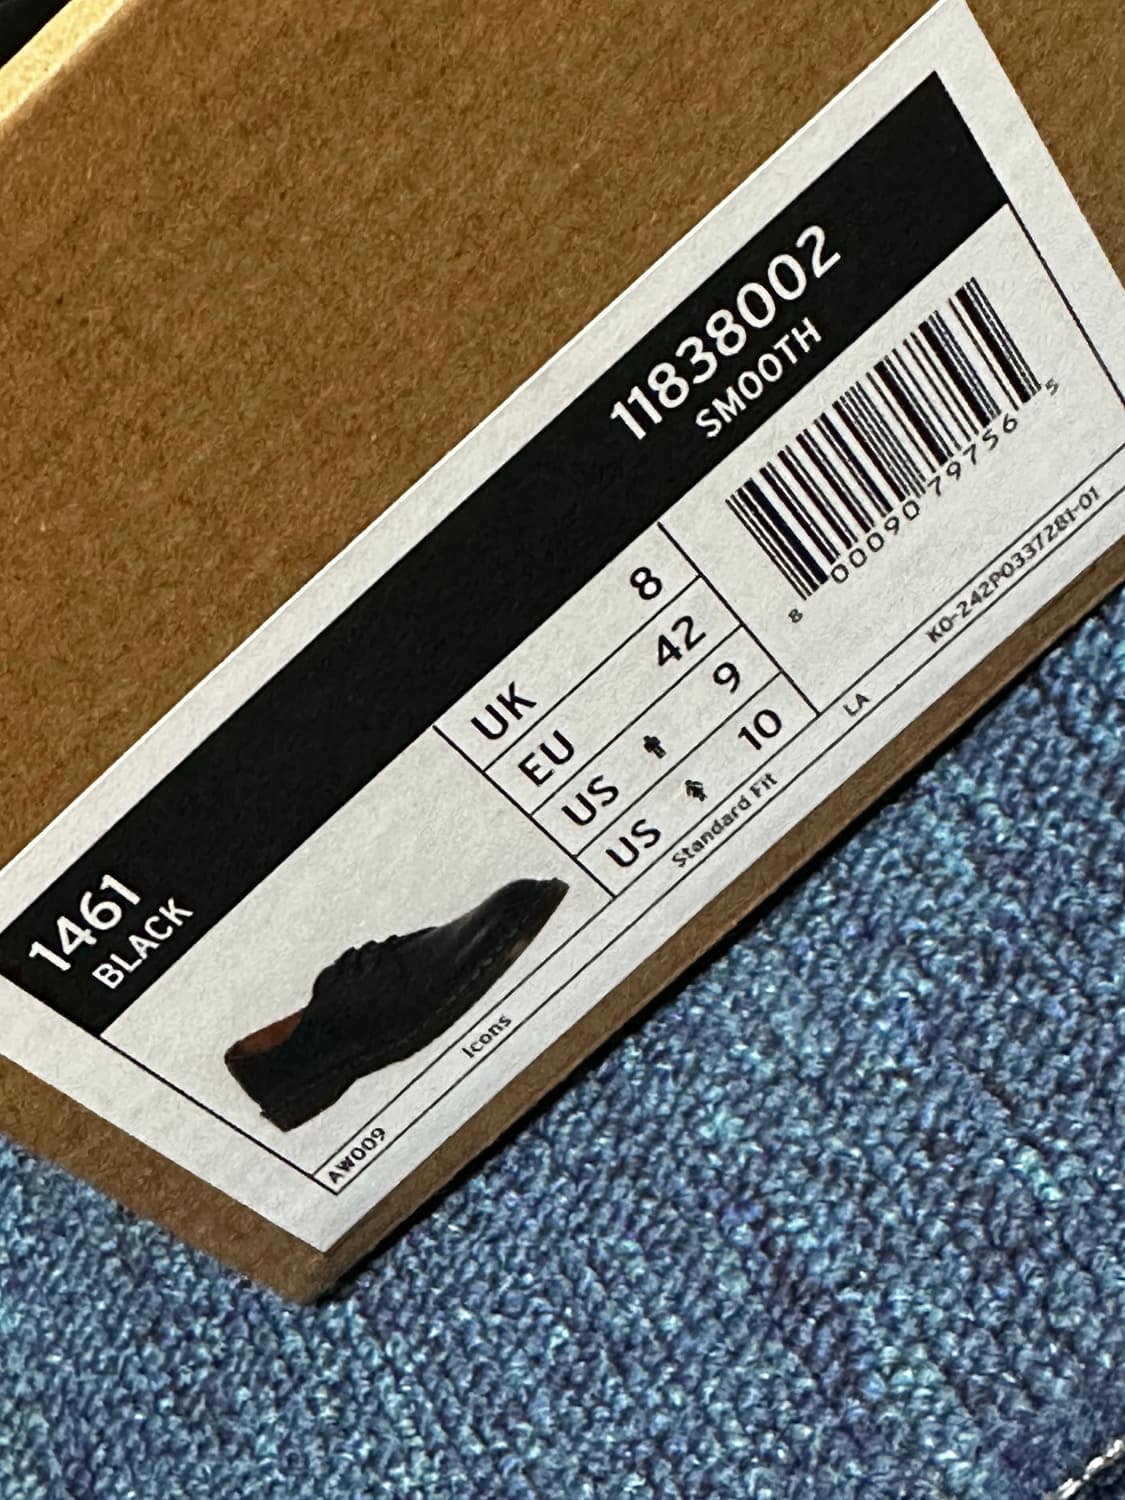 1461
BLACK
11838002
SMOOTH
UK 8
EU 42
US 9
US 10
8 00090 79756 5
AW009 Icons Standard Fit LA KO-242P0337281-01